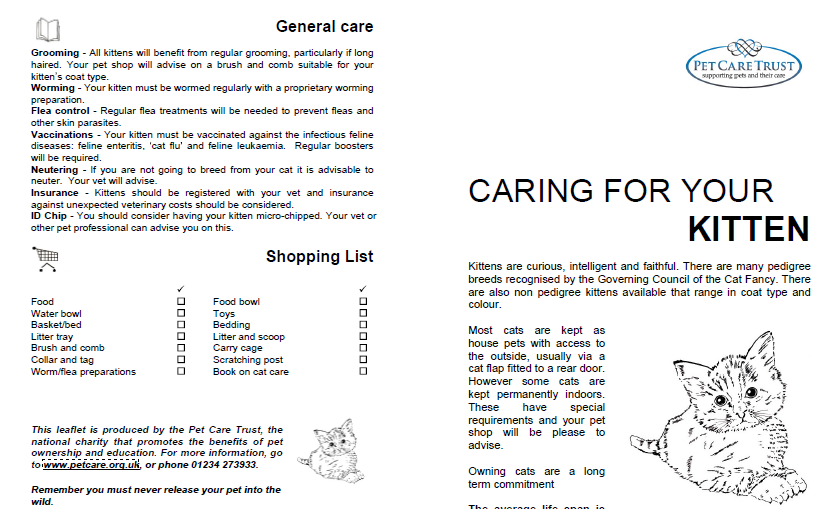 General care
Grooming - All kittens will benefit from regular grooming, particularly if long
haired. Your pet shop will advise on a brush and comb suitable for your
kitten's coat type.
Worming - Your kitten must be wormed regularly with a proprietary worming
preparation.
Flea control - Regular flea treatments will be needed to prevent fleas and
other skin parasites.
Vaccinations - Your kitten must be vaccinated against the infectious feline
diseases: feline enteritis, 'cat flu' and feline leukaemia. Regular boosters
will be required.
Neutering - If you are not going to breed from your cat it is advisable to
neuter. Your vet will advise.
Insurance - Kittens should be registered with your vet and insurance
against unexpected veterinary costs should be considered.
ID Chip - You should consider having your kitten micro-chipped. Your vet or
other pet professional can advise you on this.
Shopping List
✓ ✓
Food ☐ Food bowl ☐
Water bowl ☐ Toys ☐
Basket/bed ☐ Bedding ☐
Litter tray ☐ Litter and scoop ☐
Brush and comb ☐ Carry cage ☐
Collar and tag ☐ Scratching post ☐
Worm/flea preparations ☐ Book on cat care ☐
This leaflet is produced by the Pet Care Trust, the
national charity that promotes the benefits of pet
ownership and education. For more information, go
to www.petcare.org.uk, or phone 01234 273933.
Remember you must never release your pet into the
wild.
PET CARE TRUST
supporting pets and their care
CARING FOR YOUR
KITTEN
Kittens are curious, intelligent and faithful. There are many pedigree
breeds recognised by the Governing Council of the Cat Fancy. There
are also non pedigree kittens available that range in coat type and
colour.
Most cats are kept as
house pets with access to
the outside, usually via a
cat flap fitted to a rear door.
However some cats are
kept permanently indoors.
These have special
requirements and your pet
shop will be please to
advise.
Owning cats are a long
term commitment
The average life span is